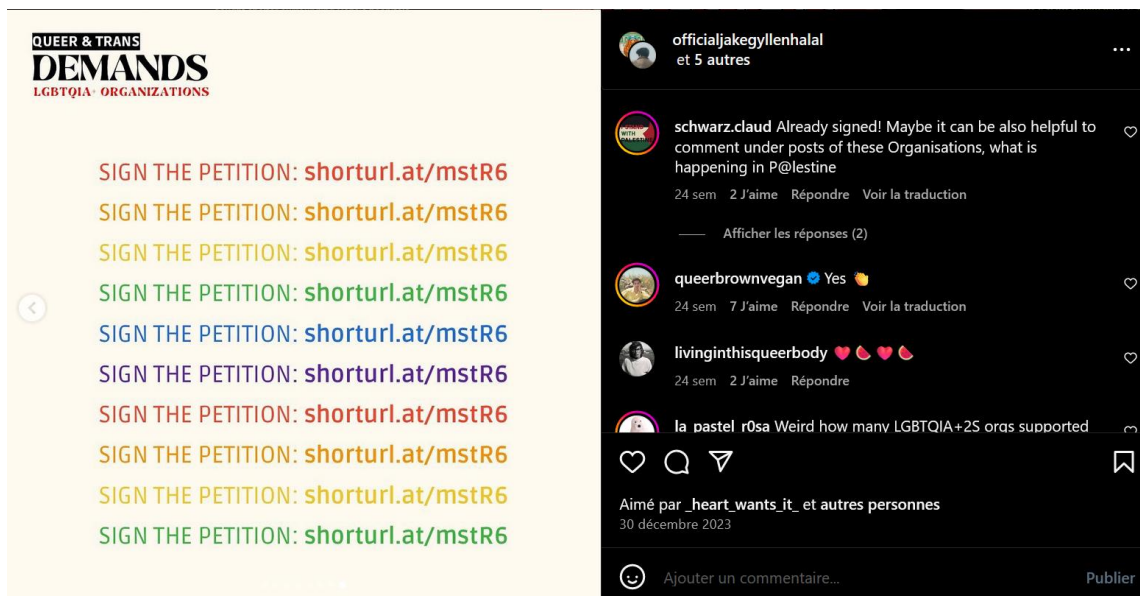 QUEER & TRANS
DEMANDS
LGBTQIA+ ORGANIZATIONS
SIGN THE PETITION: shorturl.at/mstR6
SIGN THE PETITION: shorturl.at/mstR6
SIGN THE PETITION: shorturl.at/mstR6
SIGN THE PETITION: shorturl.at/mstR6
SIGN THE PETITION: shorturl.at/mstR6
SIGN THE PETITION: shorturl.at/mstR6
SIGN THE PETITION: shorturl.at/mstR6
SIGN THE PETITION: shorturl.at/mstR6
SIGN THE PETITION: shorturl.at/mstR6
SIGN THE PETITION: shorturl.at/mstR6
officialjakegyllenhalal
et 5 autres
schwarz.claud Already signed! Maybe it can be also helpful to
comment under posts of these Organisations, what is
happening in P@lestine
24 sem 2 J'aime Répondre Voir la traduction
Afficher les réponses (2)
queerbrownvegan Yes 👏
24 sem 7 J'aime Répondre Voir la traduction
livinginthisqueerbody ❤️🍉❤️🍉
24 sem 2 J'aime Répondre
la_pastel_r0sa Weird how many LGBTQIA+2S orgs supported
Aimé par _heart_wants_it_ et autres personnes
30 décembre 2023
Ajouter un commentaire...
Publier